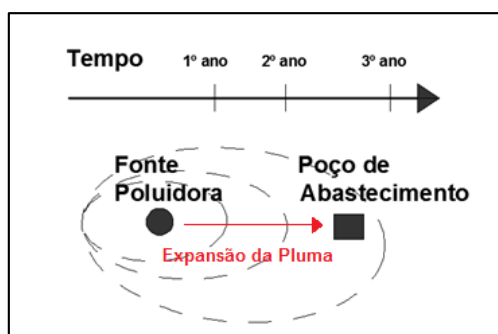 Tempo
1º ano 2º ano 3º ano
Fonte
Poluidora
Poço de
Abastecimento
Expansão da Pluma